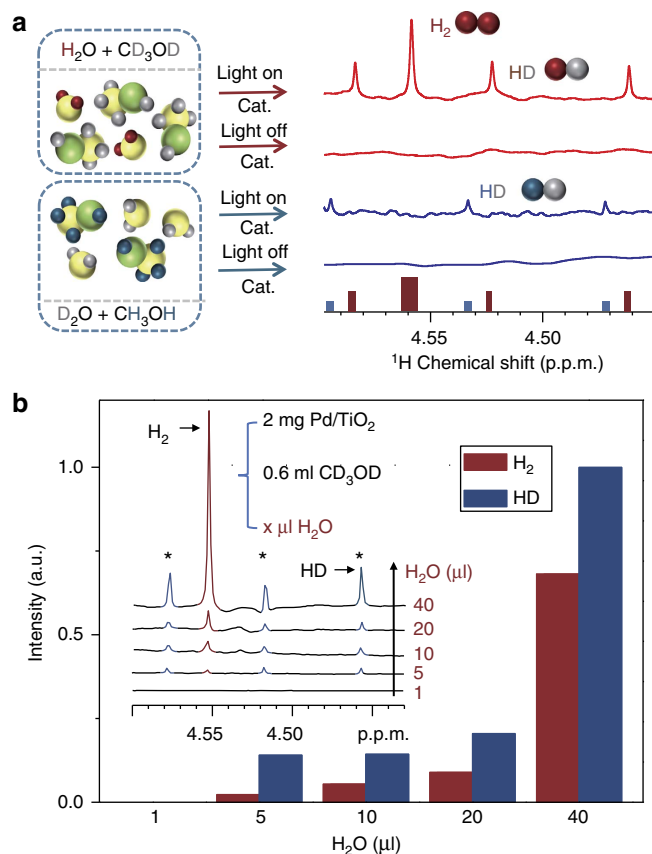 a
H₂O + CD₃OD
Light on
Cat.
Light off
Cat.
Light on
Cat.
Light off
Cat.
D₂O + CH₃OH
H₂
HD
HD
4.55
4.50
¹H Chemical shift (p.p.m.)
b
H₂
2 mg Pd/TiO₂
0.6 ml CD₃OD
x µl H₂O
H₂
HD
*
*
*
HD
H₂O (µl)
40
20
10
5
1
4.55
4.50
p.p.m.
Intensity (a.u.)
1.0
0.5
0.0
1
5
10
20
40
H₂O (µl)